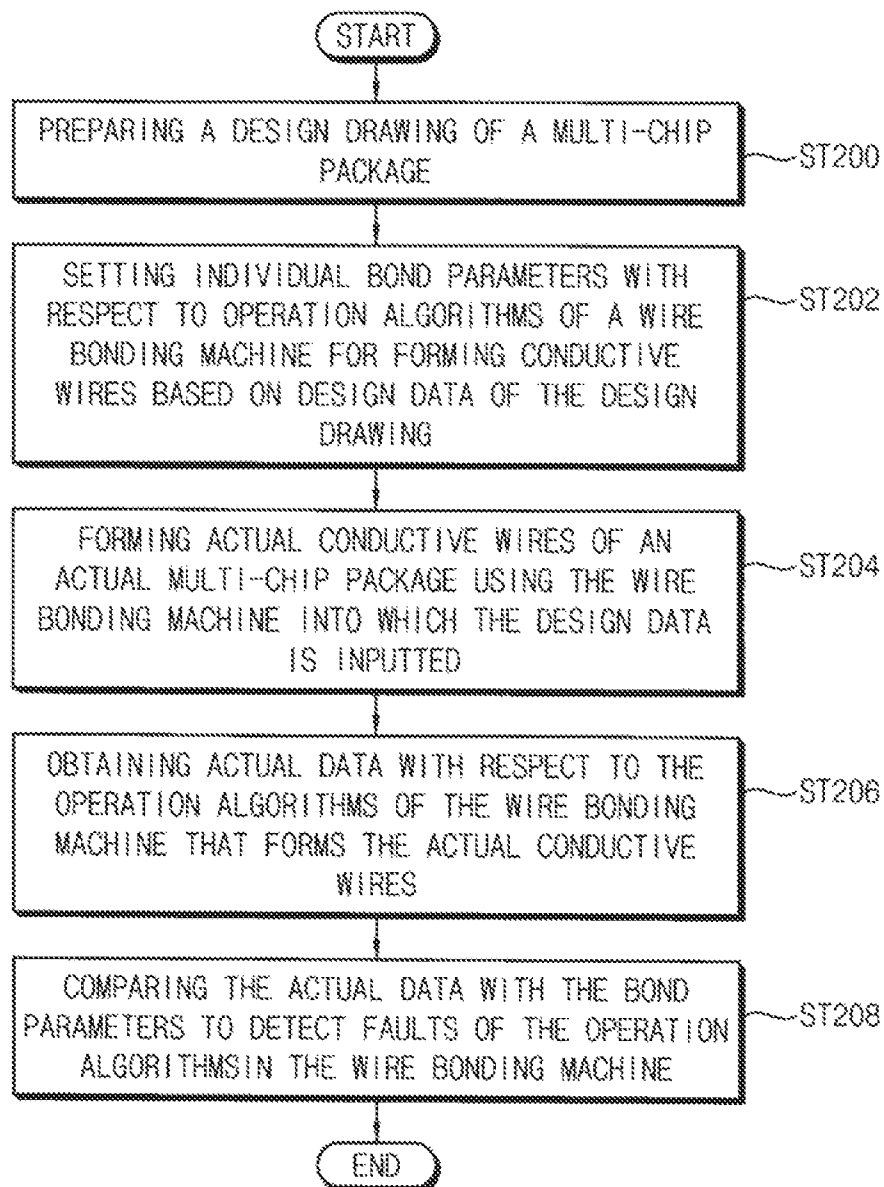 START
PREPARING A DESIGN DRAWING OF A MULTI-CHIP
PACKAGE
ST200
SETTING INDIVIDUAL BOND PARAMETERS WITH
RESPECT TO OPERATION ALGORITHMS OF A WIRE
BONDING MACHINE FOR FORMING CONDUCTIVE
WIRES BASED ON DESIGN DATA OF THE DESIGN
DRAWING
ST202
FORMING ACTUAL CONDUCTIVE WIRES OF AN
ACTUAL MULTI-CHIP PACKAGE USING THE WIRE
BONDING MACHINE INTO WHICH THE DESIGN DATA
IS INPUTTED
ST204
OBTAINING ACTUAL DATA WITH RESPECT TO THE
OPERATION ALGORITHMS OF THE WIRE BONDING
MACHINE THAT FORMS THE ACTUAL CONDUCTIVE
WIRES
ST206
COMPARING THE ACTUAL DATA WITH THE BOND
PARAMETERS TO DETECT FAULTS OF THE OPERATION
ALGORITHMSIN THE WIRE BONDING MACHINE
ST208
END